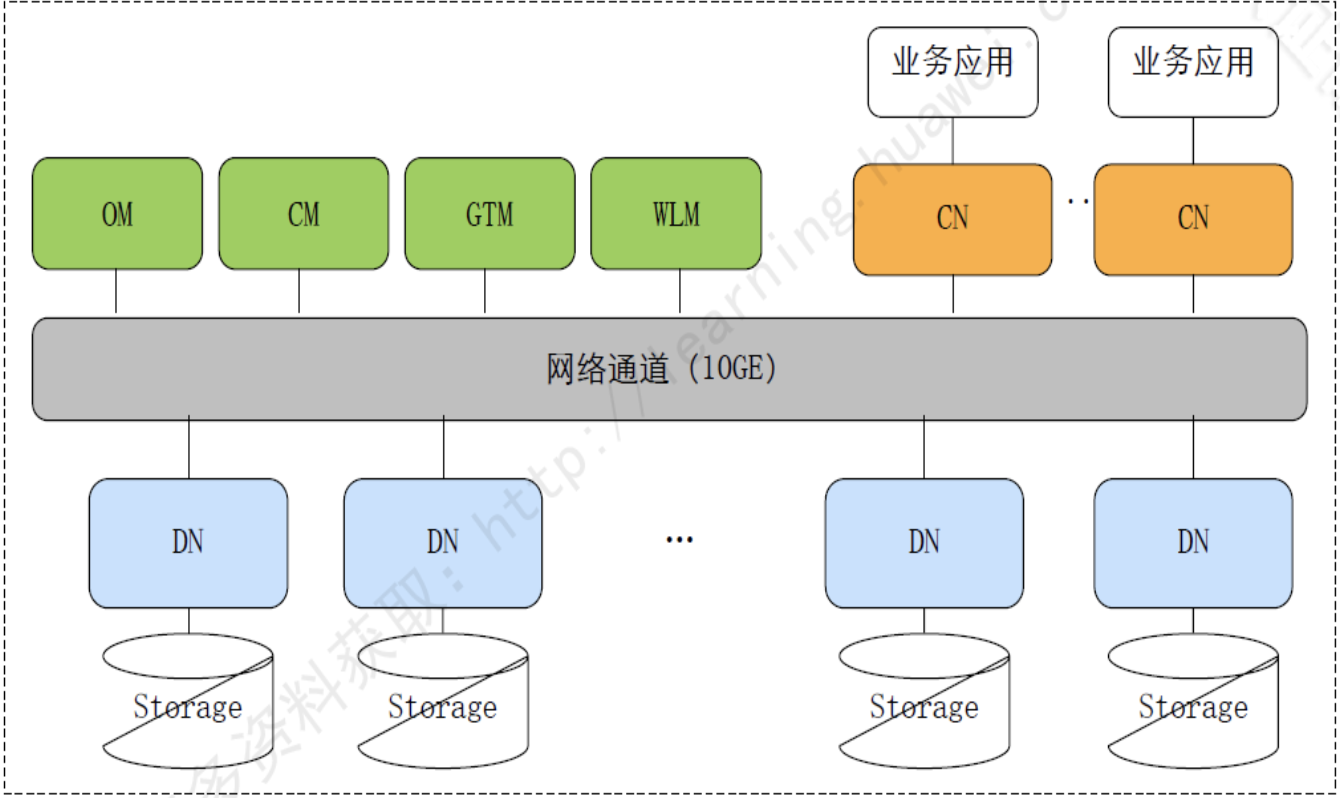 业务应用
业务应用
OM
CM
GTM
WLM
CN
··
CN
网络通道（10GE）
DN
DN
...
DN
DN
Storage
Storage
Storage
Storage
多资料获取：http://learning.huawei.c